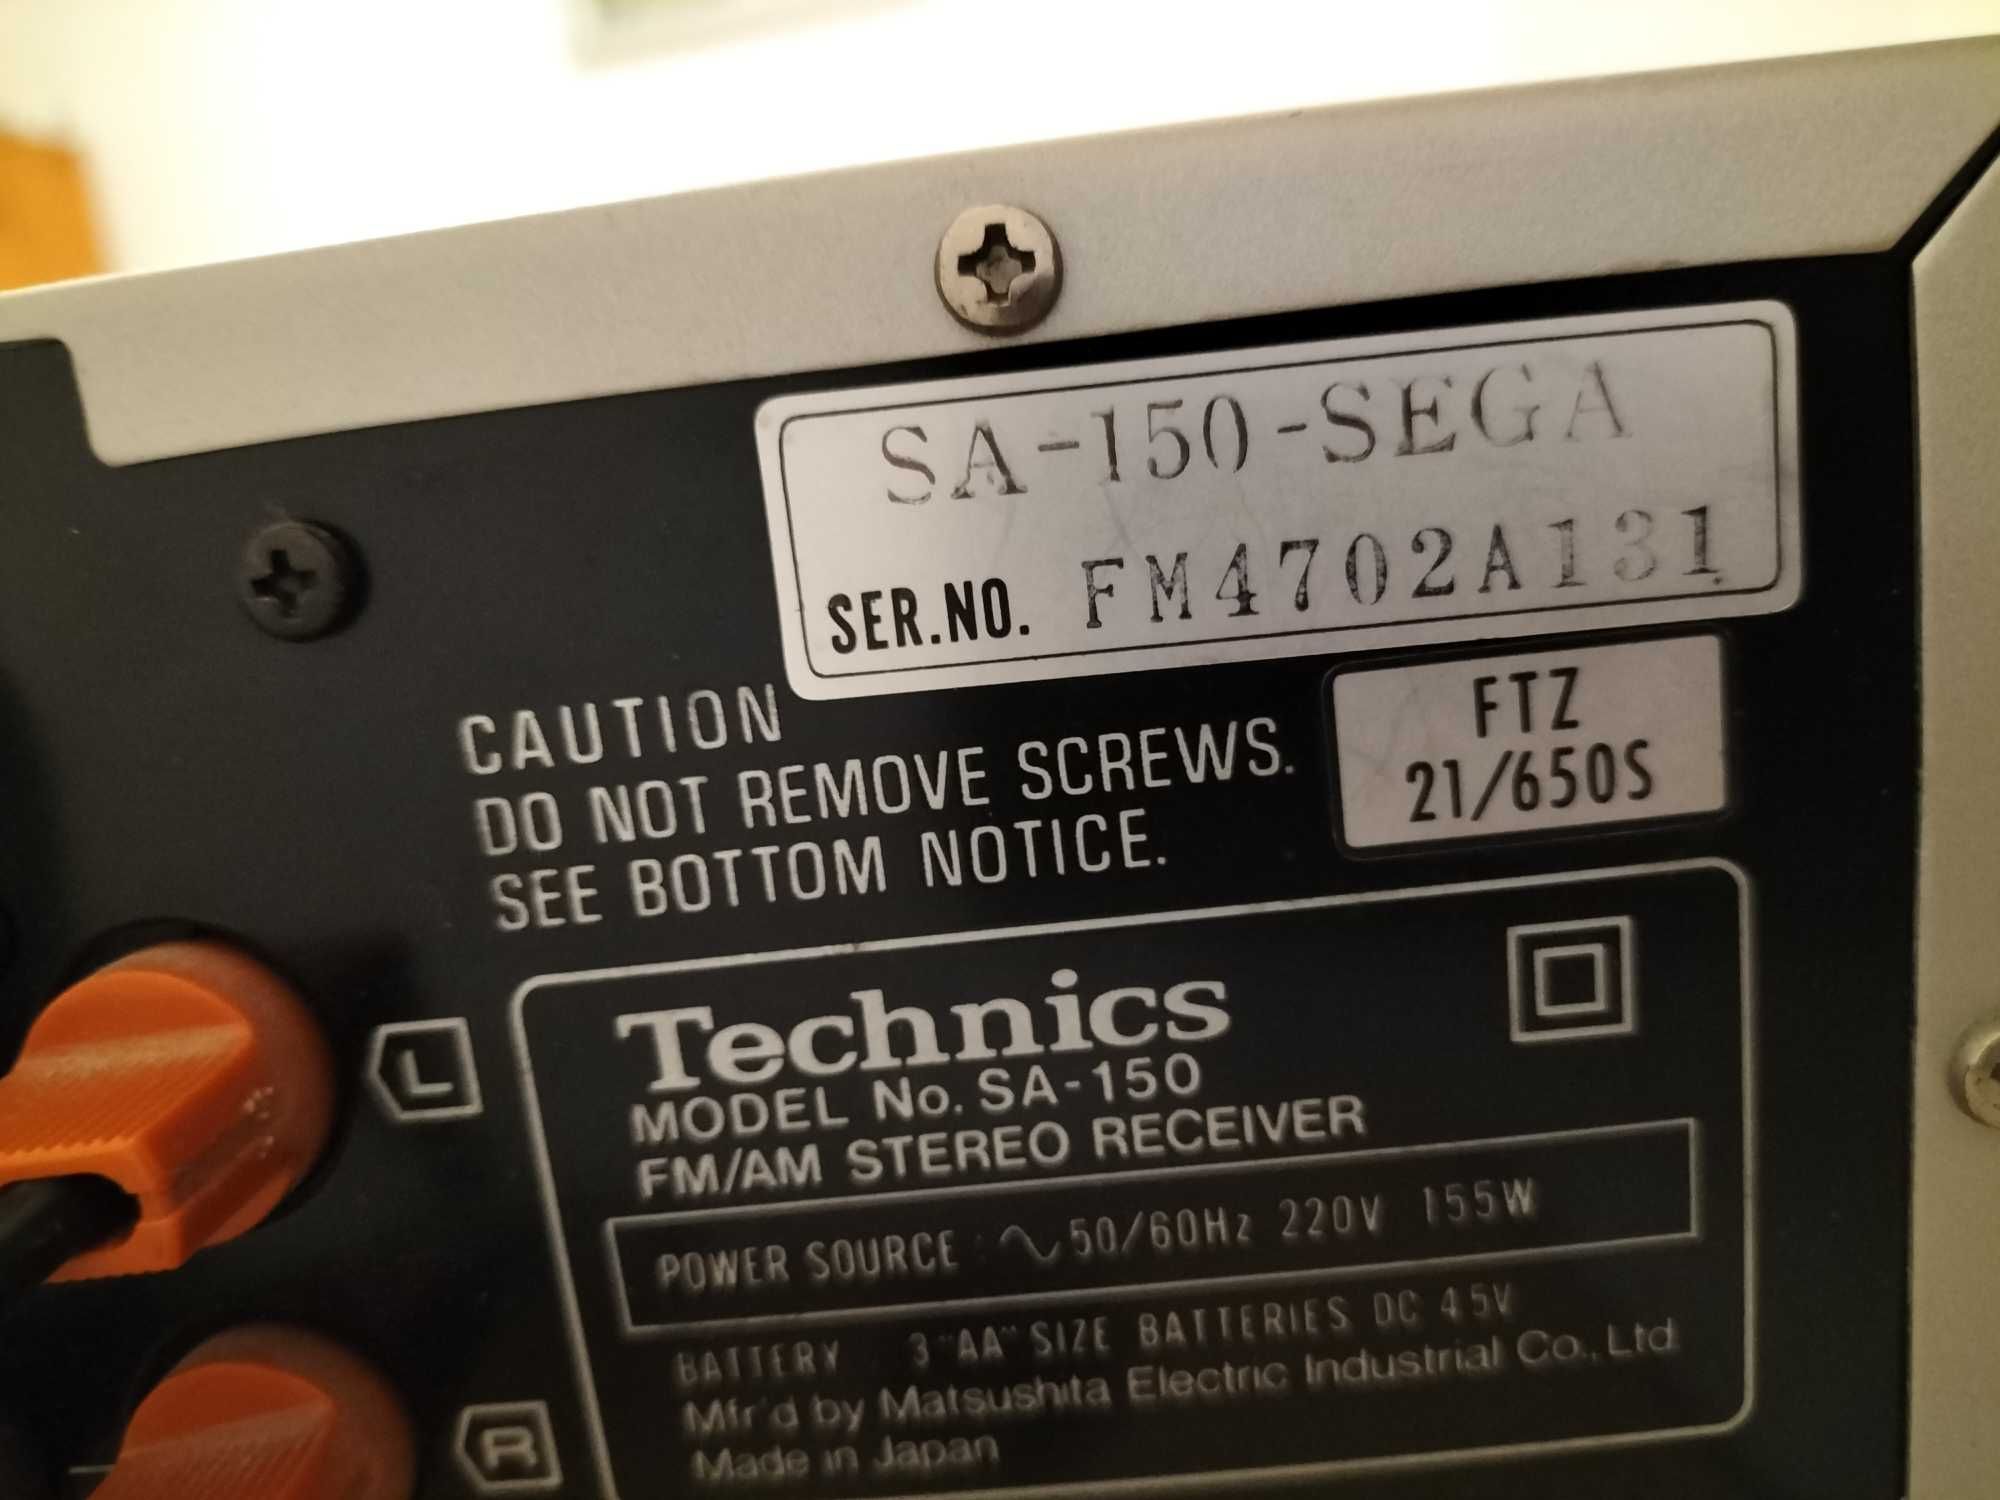 SA-150-SEGA
SER.NO. FM4702A131
CAUTION
DO NOT REMOVE SCREWS.
SEE BOTTOM NOTICE.
FTZ
21/650S
L
Technics
MODEL No. SA-150
FM/AM STEREO RECEIVER
POWER SOURCE : ∿50/60Hz 220V 155W
BATTERY 3 "AA" SIZE BATTERIES DC 4.5V
Mfr'd by Matsushita Electric Industrial Co., Ltd.
Made in Japan
R